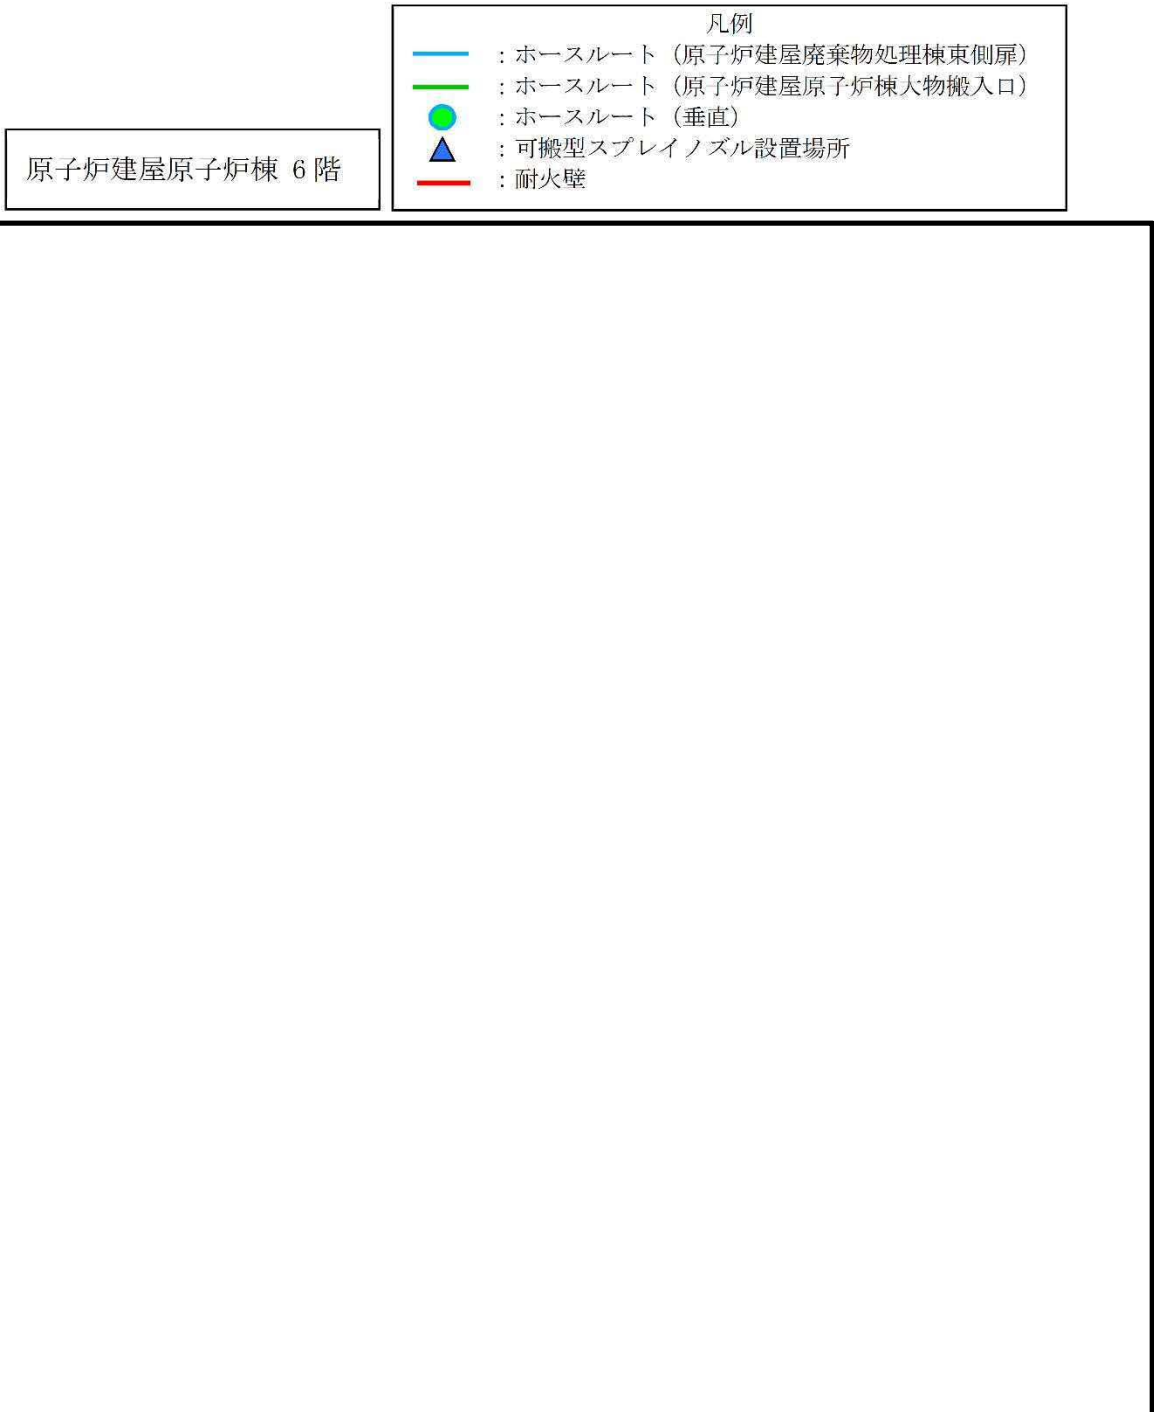 凡例
：ホースルート（原子炉建屋廃棄物処理棟東側扉）
：ホースルート（原子炉建屋原子炉棟大物搬入口）
：ホースルート（垂直）
：可搬型スプレイノズル設置場所
：耐火壁
原子炉建屋原子炉棟 6階